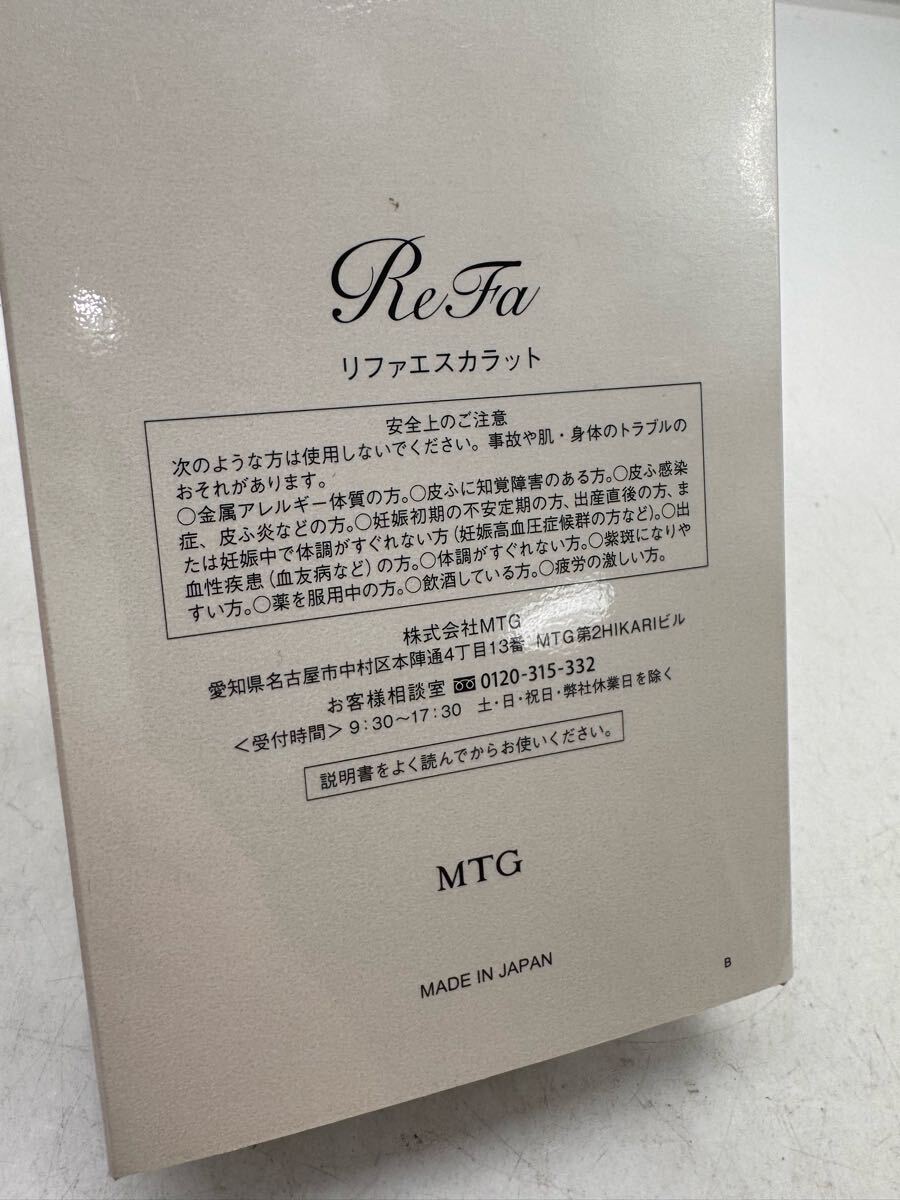 ReFa
リファエスカラット
安全上のご注意
次のような方は使用しないでください。事故や肌・身体のトラブルの
おそれがあります。
○金属アレルギー体質の方。○皮ふに知覚障害のある方。○皮ふ感染
症、皮ふ炎などの方。○妊娠初期の不安定期の方、出産直後の方、ま
たは妊娠中で体調がすぐれない方(妊娠高血圧症候群の方など)。○出
血性疾患(血友病など)の方。○体調がすぐれない方。○紫斑になりや
すい方。○薬を服用中の方。○飲酒している方。○疲労の激しい方。
株式会社MTG
愛知県名古屋市中村区本陣通4丁目13番 MTG第2HIKARIビル
お客様相談室 0120-315-332
<受付時間>9:30〜17:30 土・日・祝日・弊社休業日を除く
説明書をよく読んでからお使いください。
MTG
MADE IN JAPAN
B